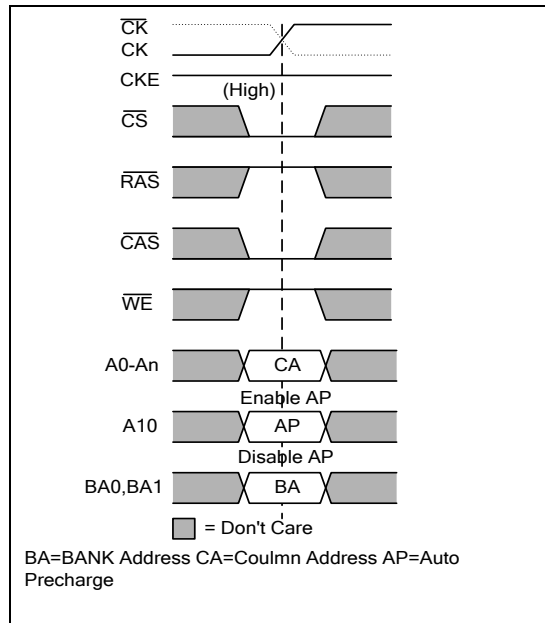 CK
CK
CKE
(High)
CS
RAS
CAS
WE
A0-An
CA
Enable AP
A10
AP
Disable AP
BA0,BA1
BA
= Don't Care
BA=BANK Address CA=Coulmn Address AP=Auto
Precharge